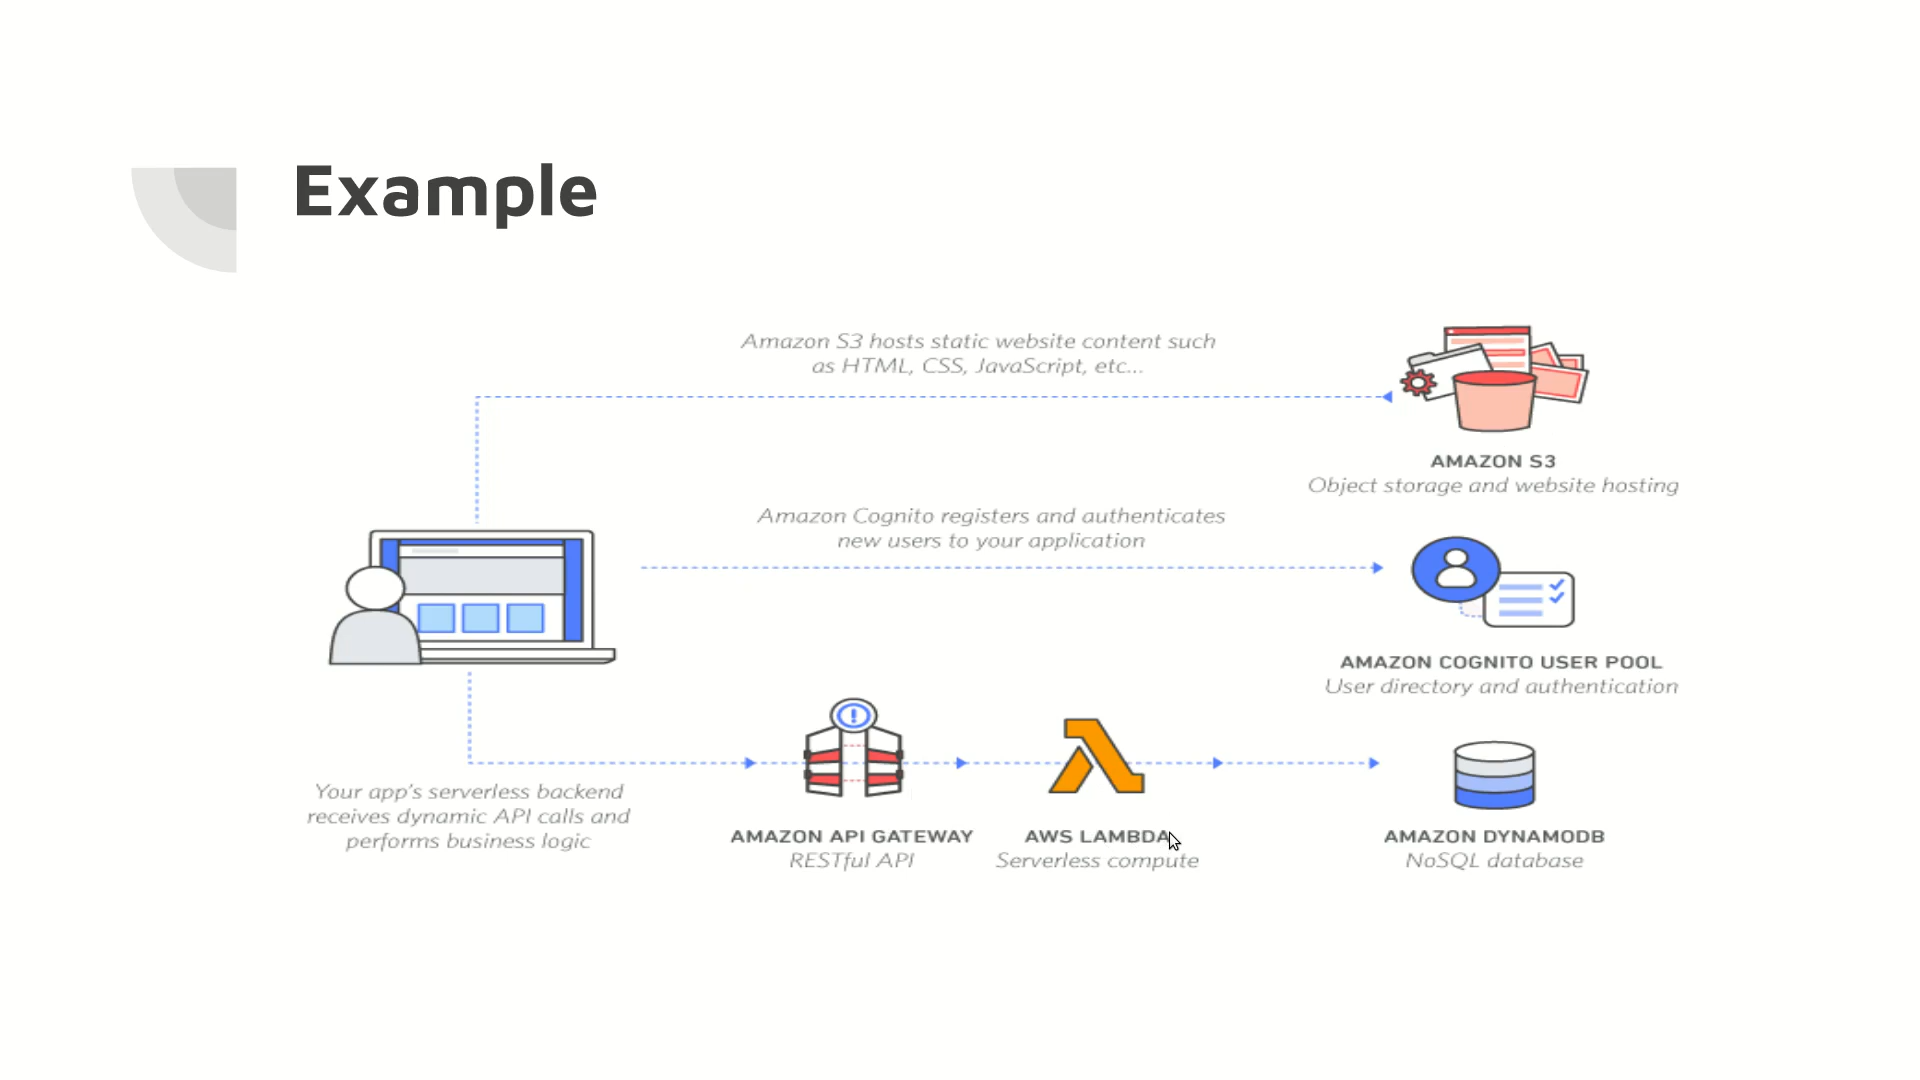 Example
Amazon S3 hosts static website content such
as HTML, CSS, JavaScript, etc...
AMAZON S3
Object storage and website hosting
Amazon Cognito registers and authenticates
new users to your application
AMAZON COGNITO USER POOL
User directory and authentication
Your app's serverless backend
receives dynamic API calls and
performs business logic
AMAZON API GATEWAY
RESTful API
AWS LAMBDA
Serverless compute
AMAZON DYNAMODB
NoSQL database